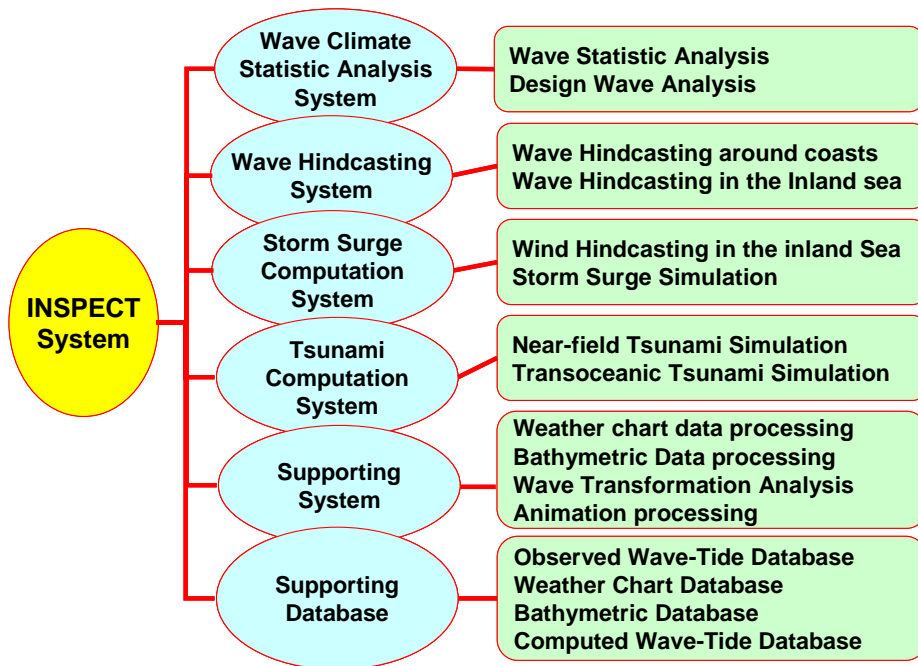 INSPECT
System
Wave Climate
Statistic Analysis
System
Wave Statistic Analysis
Design Wave Analysis
Wave Hindcasting
System
Wave Hindcasting around coasts
Wave Hindcasting in the Inland sea
Storm Surge
Computation
System
Wind Hindcasting in the inland Sea
Storm Surge Simulation
Tsunami
Computation
System
Near-field Tsunami Simulation
Transoceanic Tsunami Simulation
Supporting
System
Weather chart data processing
Bathymetric Data processing
Wave Transformation Analysis
Animation processing
Supporting
Database
Observed Wave-Tide Database
Weather Chart Database
Bathymetric Database
Computed Wave-Tide Database